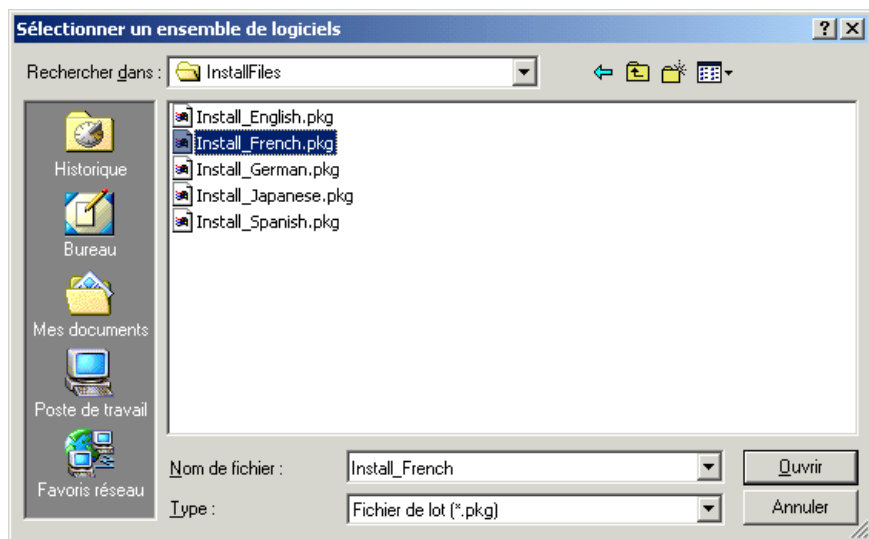 Sélectionner un ensemble de logiciels
Rechercher dans : InstallFiles
Historique
Bureau
Mes documents
Poste de travail
Favoris réseau
Install_English.pkg
Install_French.pkg
Install_German.pkg
Install_Japanese.pkg
Install_Spanish.pkg
Nom de fichier : Install_French Ouvrir
Type : Fichier de lot (*.pkg) Annuler